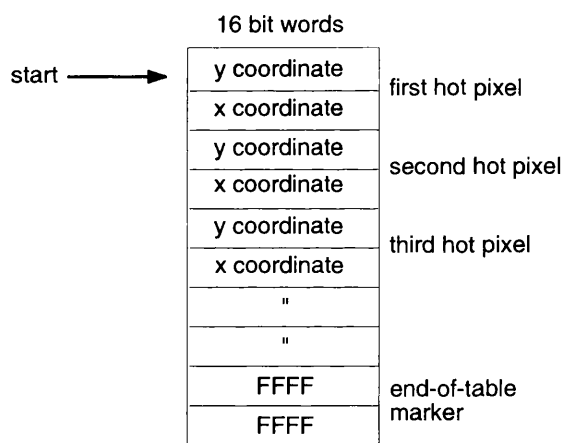 16 bit words
start
y coordinate
first hot pixel
x coordinate
y coordinate
second hot pixel
x coordinate
y coordinate
third hot pixel
x coordinate
"
"
FFFF
end-of-table
marker
FFFF